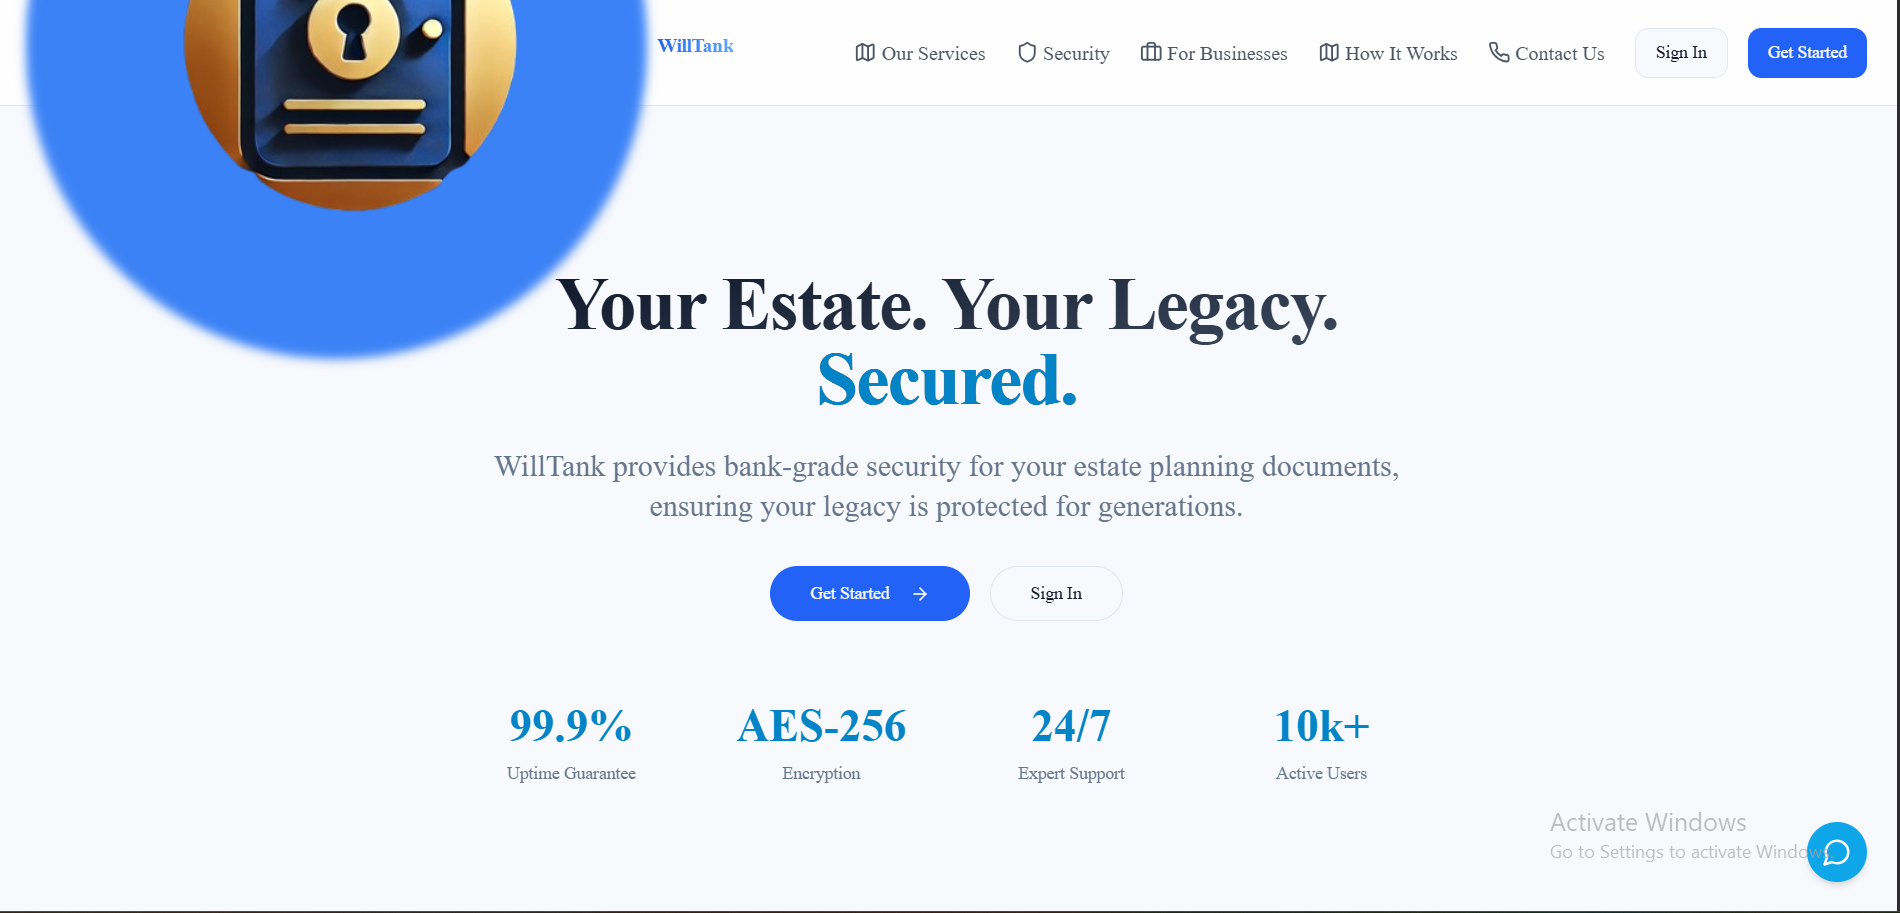 WillTank
Our Services
Security
For Businesses
How It Works
Contact Us
Sign In
Get Started
Your Estate. Your Legacy.
Secured.
WillTank provides bank-grade security for your estate planning documents,
ensuring your legacy is protected for generations.
Get Started
Sign In
99.9%
Uptime Guarantee
AES-256
Encryption
24/7
Expert Support
10k+
Active Users
Activate Windows
Go to Settings to activate Windows.